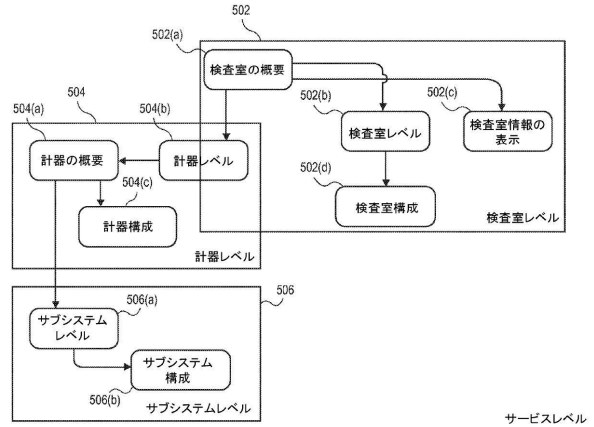 502
502(a)
検査室の概要
504
504(a)
504(b)
502(b)
502(c)
計器の概要
計器レベル
検査室レベル
検査室情報の
表示
504(c)
計器構成
502(d)
検査室構成
検査室レベル
計器レベル
506
506(a)
サブシステム
レベル
サブシステム
構成
506(b)
サブシステムレベル
サービスレベル